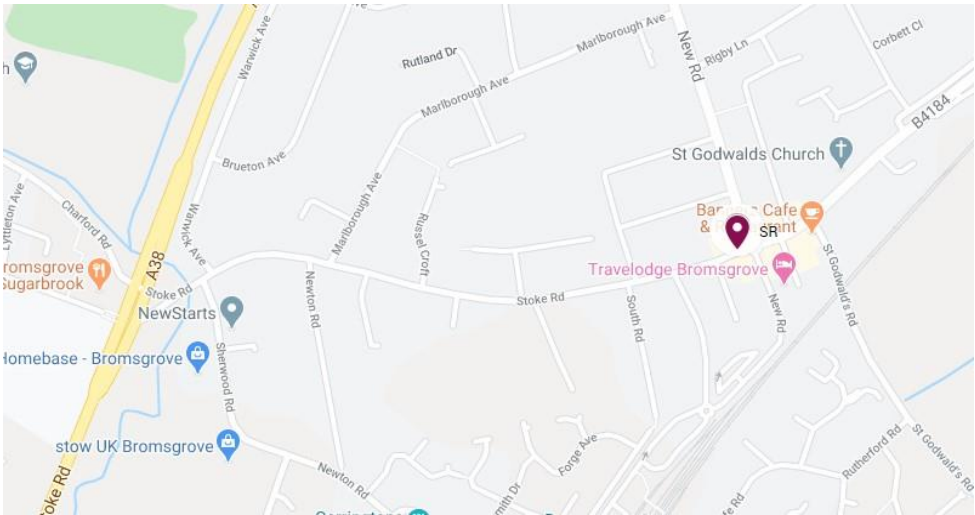 Warwick Ave
Rutland Dr
Marlborough Ave
New Rd
Rigby Ln
Corbett Cl
Marlborough Ave
B4184
Brueton Ave
St Godwalds Church
Lyttleton Ave
Charford Rd
Warwick Ave
Marlborough Ave
Russel Croft
Cafe
&
SR
A38
Travelodge Bromsgrove
St Godwald's Rd
Sugarbrook
Stoke Rd
NewStarts
Newton Rd
Stoke Rd
South Rd
New Rd
Homebase - Bromsgrove
Sherwood Rd
stow UK Bromsgrove
Forge Ave
Rutherford Rd
St Godwald's Rd
Newton Rd